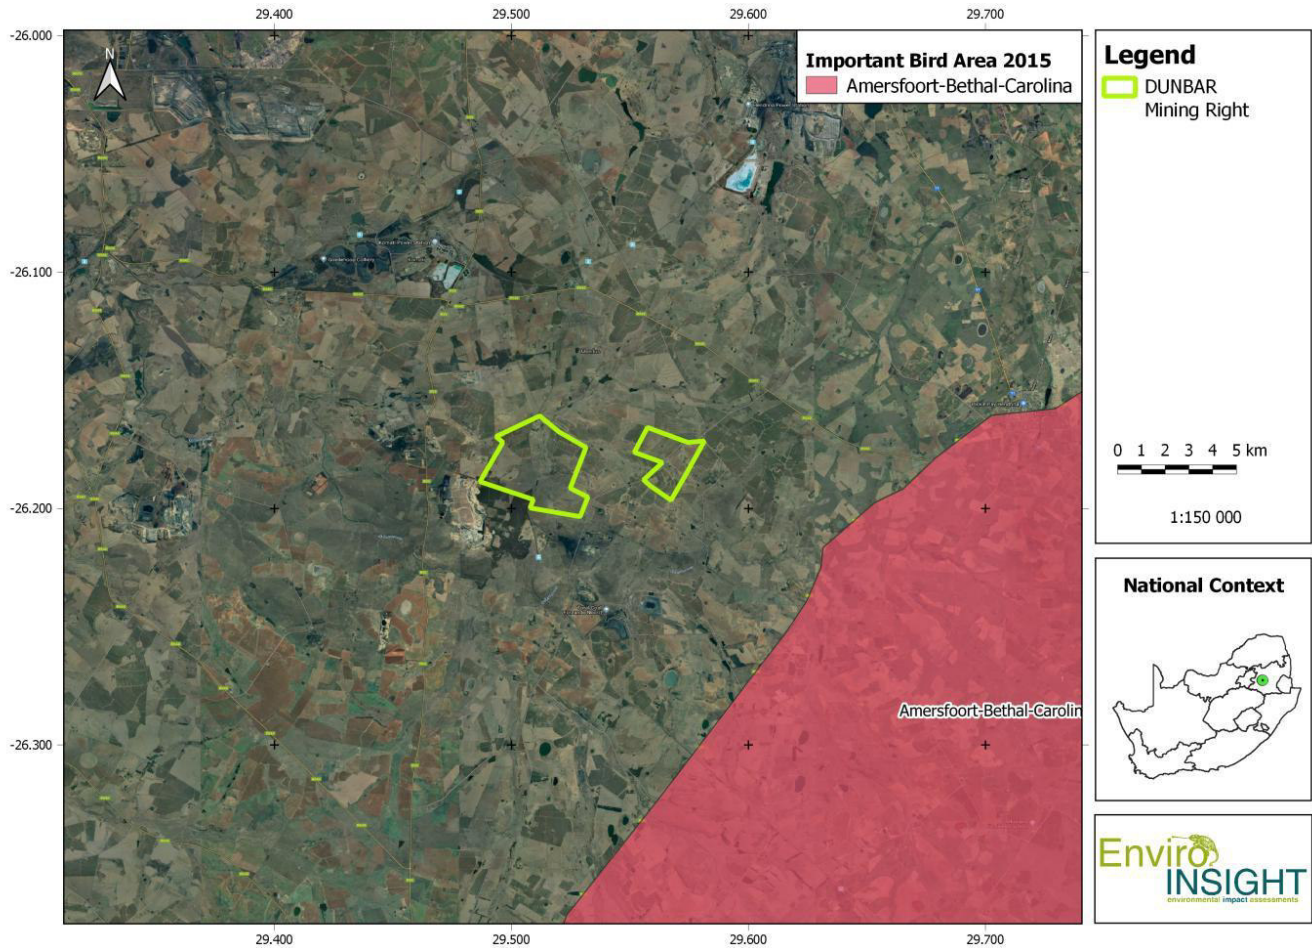 29.400
29.500
29.600
29.700
-26.000
-26.100
-26.200
-26.300
N
Important Bird Area 2015
Amersfoort-Bethal-Carolina
Amersfoort-Bethal-Carolin
29.400
29.500
29.600
29.700
Legend
DUNBAR
Mining Right
0 1 2 3 4 5 km
1:150 000
National Context
Enviro
INSIGHT
environmental impact assessments